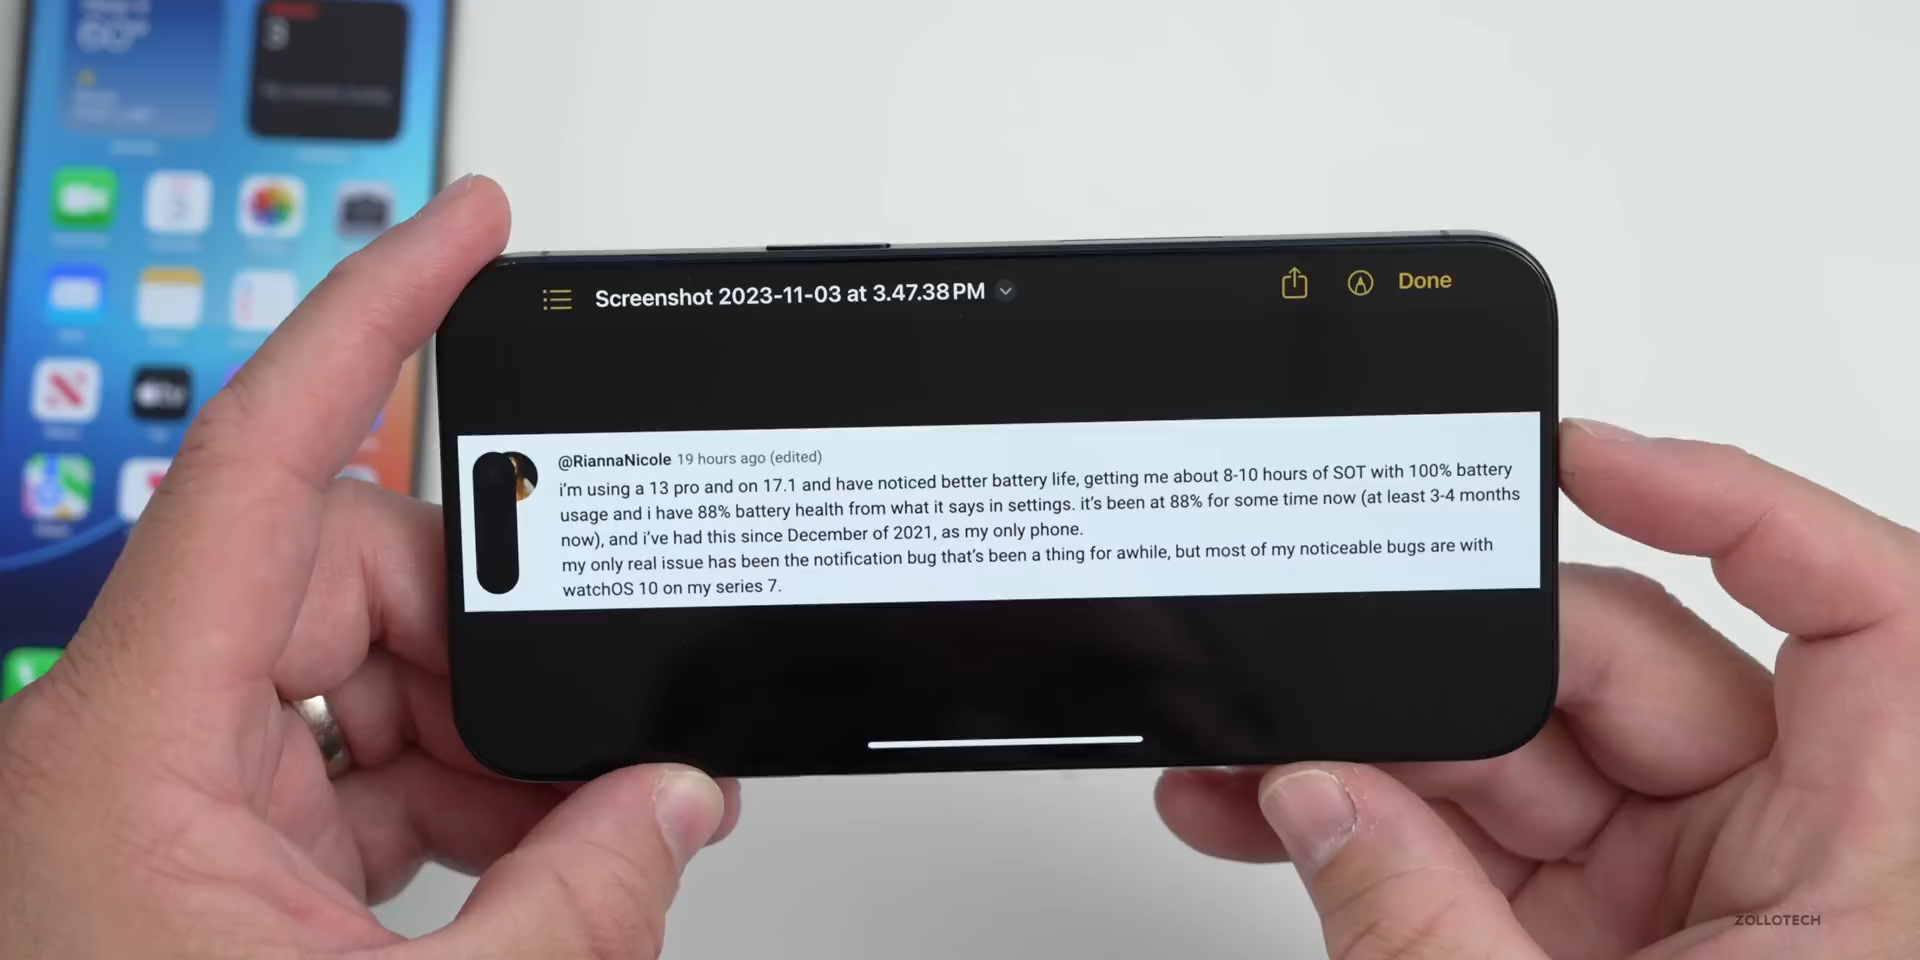 Screenshot 2023-11-03 at 3.47.38 PM
Done
@RiannaNicole 19 hours ago (edited)
i'm using a 13 pro and on 17.1 and have noticed better battery life, getting me about 8-10 hours of SOT with 100% battery
usage and i have 88% battery health from what it says in settings. it's been at 88% for some time now (at least 3-4 months
now), and i've had this since December of 2021, as my only phone.
my only real issue has been the notification bug that's been a thing for awhile, but most of my noticeable bugs are with
watchOS 10 on my series 7.
ZOLLOTECH